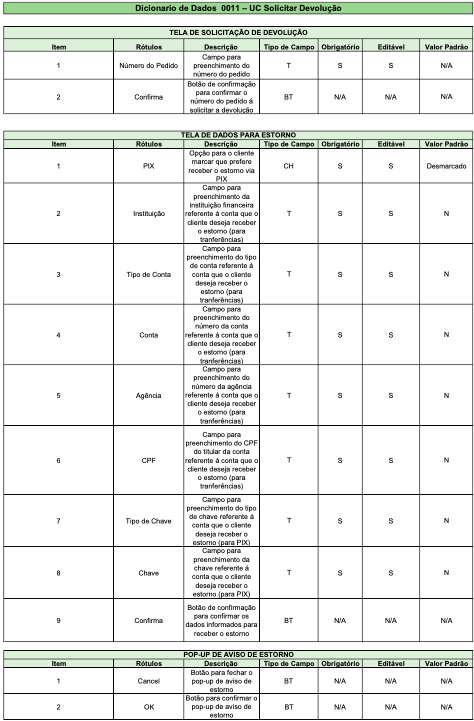 Dicionario de Dados 0011 – UC Solicitar Devolução
TELA DE SOLICITAÇÃO DE DEVOLUÇÃO
Item Rótulos Descrição Tipo de Campo Obrigatório Editável Valor Padrão
1 Número do Pedido Campo para preenchimento do número do pedido T S S N/A
2 Confirma Botão de confirmação para confirmar o número do pedido á solicitar a devolução BT N/A N/A N/A
TELA DE DADOS PARA ESTORNO
Item Rótulos Descrição Tipo de Campo Obrigatório Editável Valor Padrão
1 PIX Opção para o cliente marcar que prefere receber o estorno via PIX CH S S Desmarcado
2 Instituição Campo para preenchimento da instituição financeira referente á conta que o cliente deseja receber o estorno (para tranferências) T S S N
3 Tipo de Conta Campo para preenchimento do tipo de conta referente á conta que o cliente deseja receber o estorno (para tranferências) T S S N
4 Conta Campo para preenchimento do número da conta referente á conta que o cliente deseja receber o estorno (para tranferências) T S S N
5 Agência Campo para preenchimento do número da agência referente á conta que o cliente deseja receber o estorno (para tranferências) T S S N
6 CPF Campo para preenchimento do CPF do titular da conta referente á conta que o cliente deseja receber o estorno (para tranferências) T S S N
7 Tipo de Chave Campo para preenchimento do tipo de chave referente á conta que o cliente deseja receber o estorno (para PIX) T S S N
8 Chave Campo para preenchimento da chave referente á conta que o cliente deseja receber o estorno (para PIX) T S S N
9 Confirma Botão de confirmação para confirmar os dados informados para receber o estorno BT N/A N/A N/A
POP-UP DE AVISO DE ESTORNO
Item Rótulos Descrição Tipo de Campo Obrigatório Editável Valor Padrão
1 Cancel Botão para fechar o pop-up de aviso de estorno BT N/A N/A N/A
2 OK Botão para confirmar o pop-up de aviso de estorno BT N/A N/A N/A